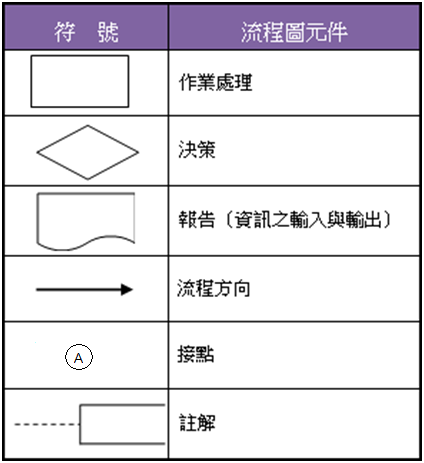 符 號 流程圖元件
作業處理
決策
報告〔資訊之輸入與輸出〕
流程方向
A 接點
註解